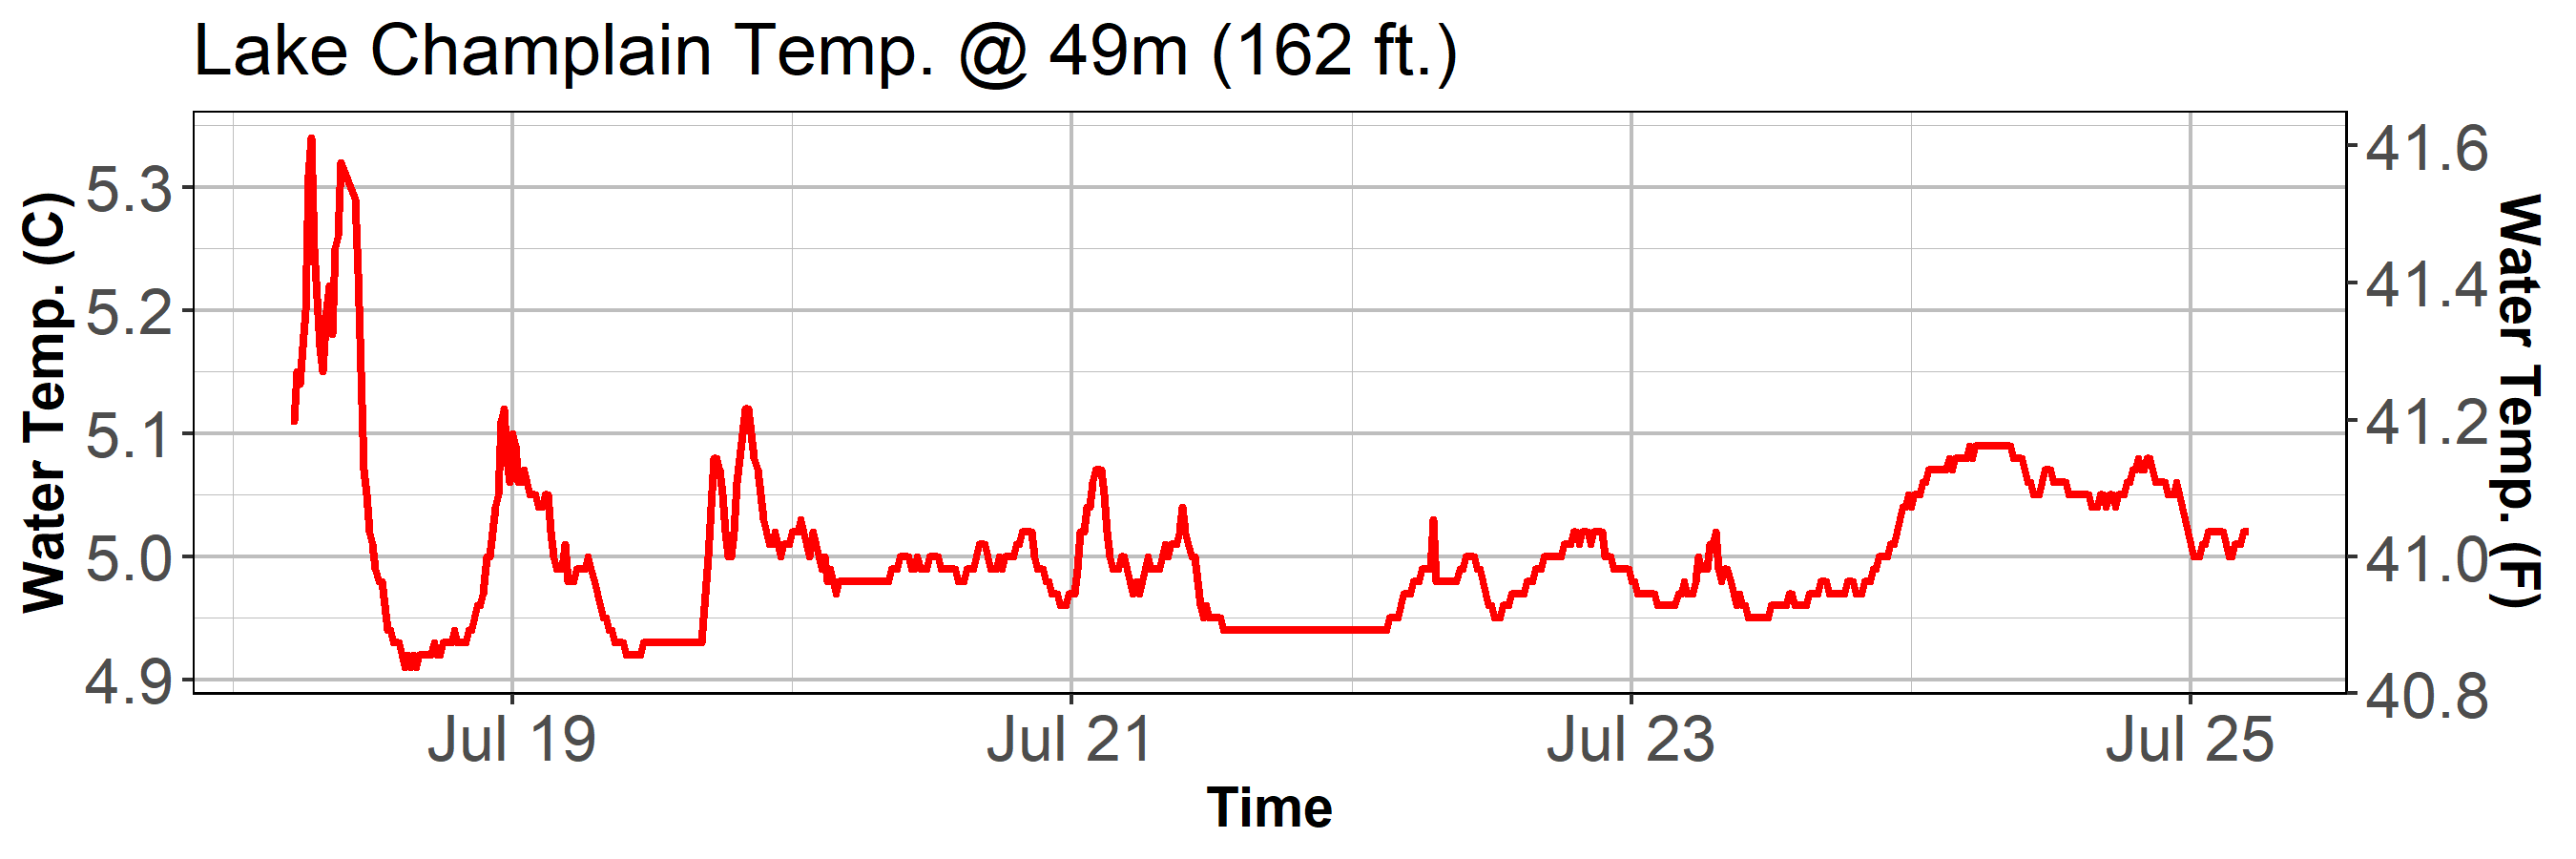 Lake Champlain Temp. @ 49m (162 ft.)
Water Temp. (C)
5.3
5.2
5.1
5.0
4.9
41.6
41.4
41.2
41.0
40.8
Water Temp. (F)
Jul 19
Jul 21
Jul 23
Jul 25
Time